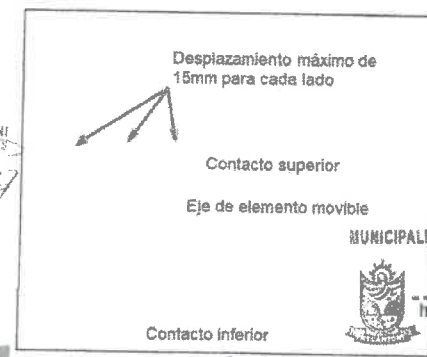 Desplazamiento máximo de
15mm para cada lado
Contacto superior
Eje de elemento movible
MUNICIPALI
h
Contacto inferior